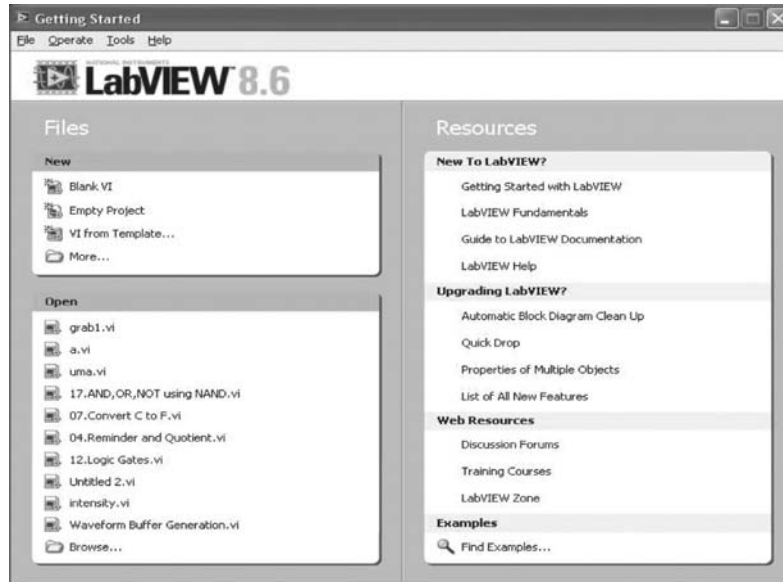 Getting Started
File Operate Tools Help
NATIONAL INSTRUMENTS
LabVIEW™ 8.6
Files
New
Blank VI
Empty Project
VI from Template...
More...
Open
grab1.vi
a.vi
uma.vi
17.AND,OR,NOT using NAND.vi
07.Convert C to F.vi
04.Reminder and Quotient.vi
12.Logic Gates.vi
Untitled 2.vi
intensity.vi
Waveform Buffer Generation.vi
Browse...
Resources
New To LabVIEW?
Getting Started with LabVIEW
LabVIEW Fundamentals
Guide to LabVIEW Documentation
LabVIEW Help
Upgrading LabVIEW?
Automatic Block Diagram Clean Up
Quick Drop
Properties of Multiple Objects
List of All New Features
Web Resources
Discussion Forums
Training Courses
LabVIEW Zone
Examples
Find Examples...